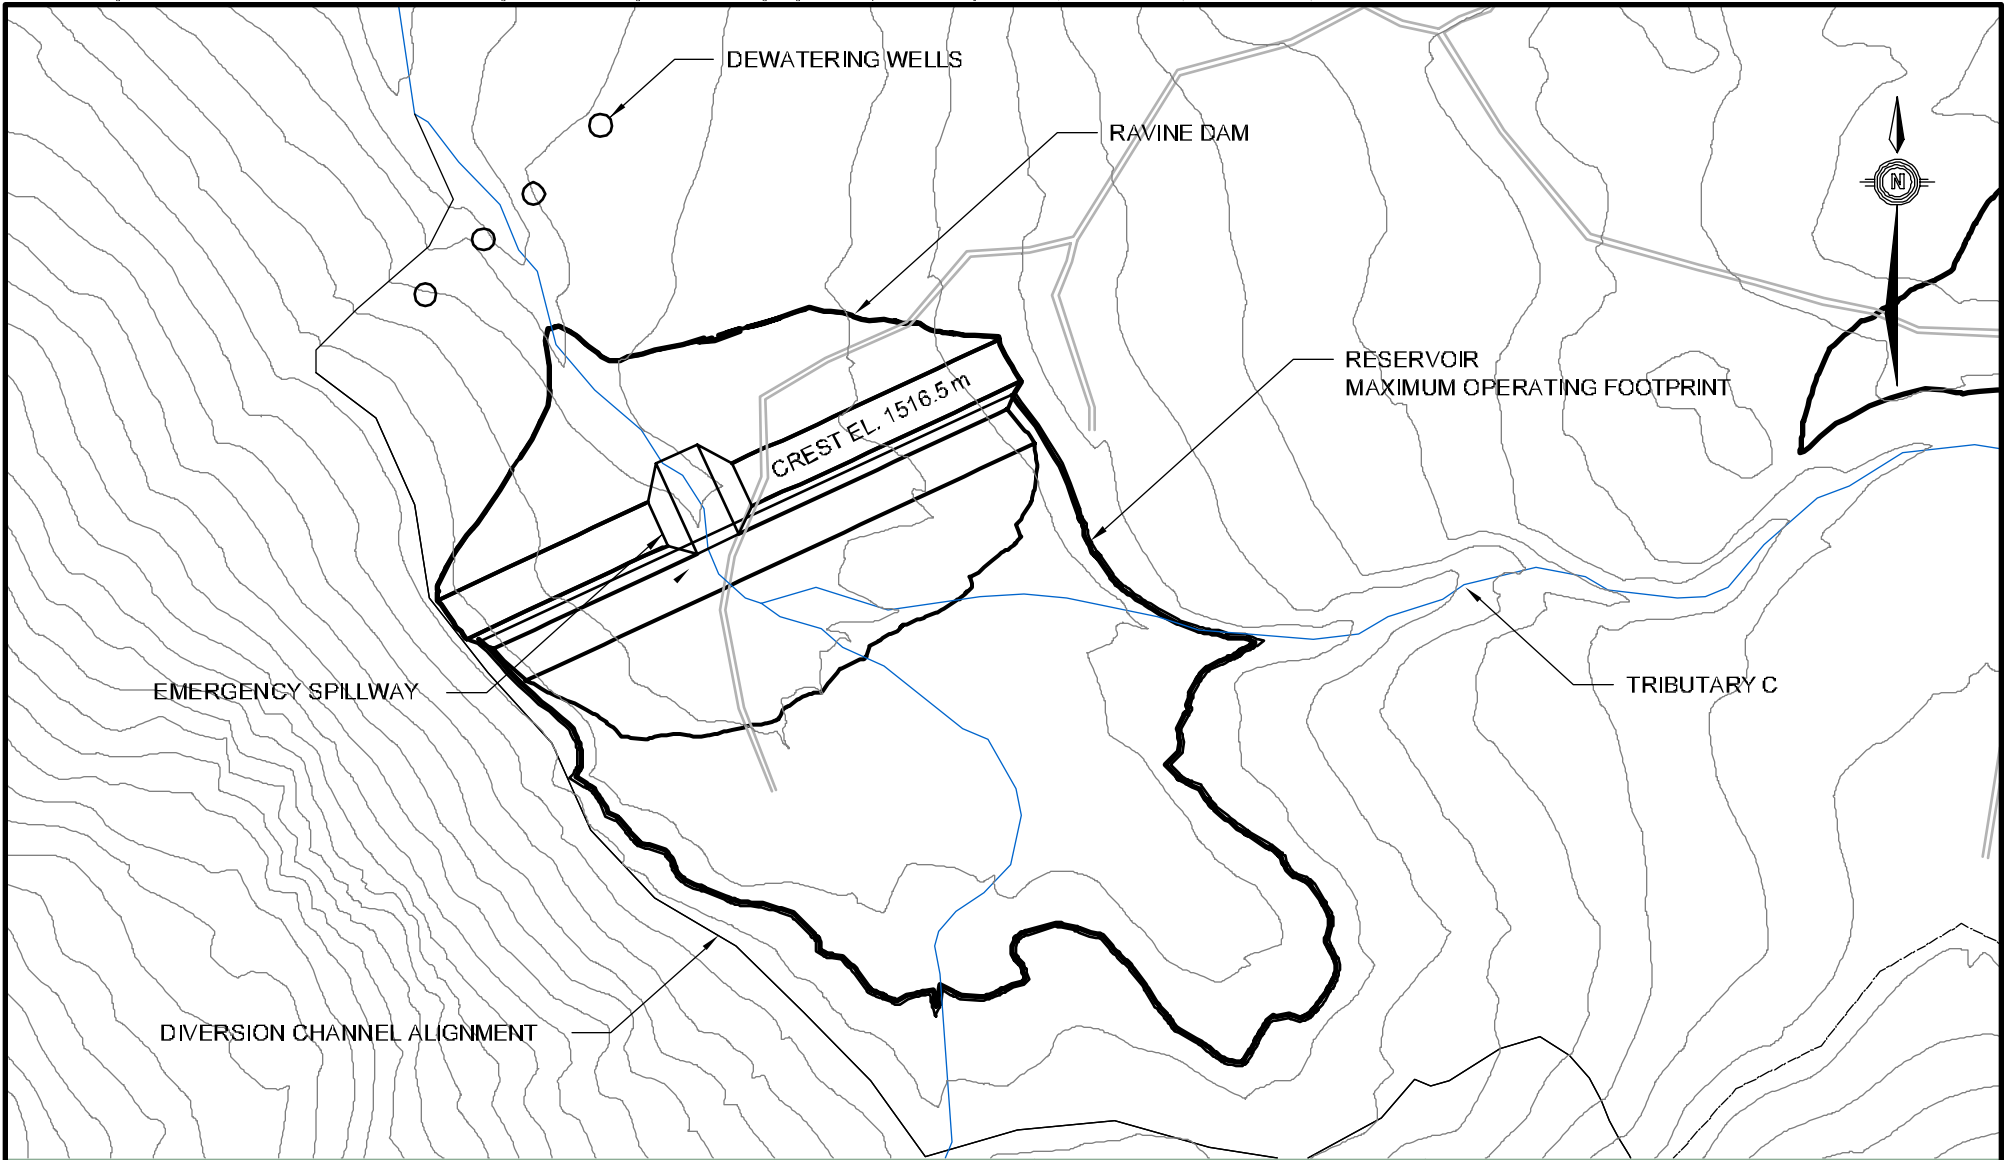 DEWATERING WELLS
RAVINE DAM
N
RESERVOIR
MAXIMUM OPERATING FOOTPRINT
CREST EL. 1516.5 m
EMERGENCY SPILLWAY
TRIBUTARY C
DIVERSION CHANNEL ALIGNMENT